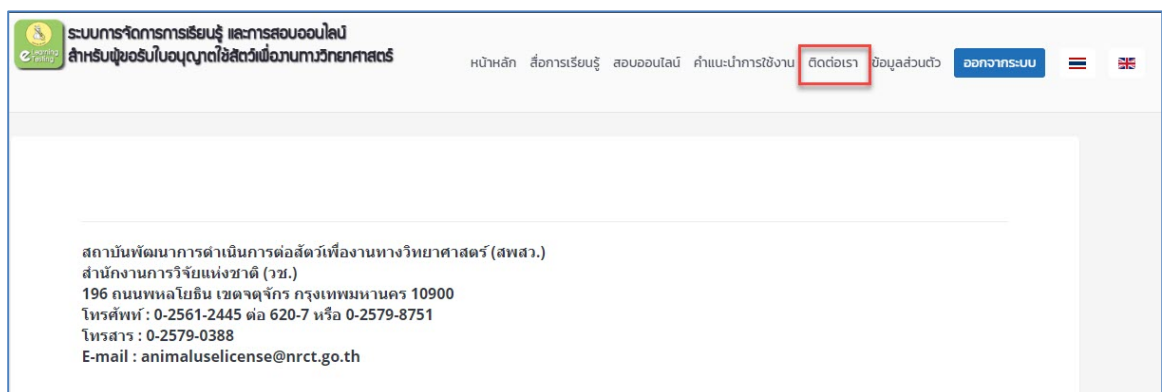 ระบบการจัดการการเรียนรู้ และการสอบออนไลน์
สำหรับผู้ขอรับใบอนุญาตใช้สัตว์เพื่องานทางวิทยาศาสตร์
e-Learning
Testing
หน้าหลัก สื่อการเรียนรู้ สอบออนไลน์ คำแนะนำการใช้งาน ติดต่อเรา ข้อมูลส่วนตัว ออกจากระบบ
สถาบันพัฒนาการดำเนินการต่อสัตว์เพื่องานทางวิทยาศาสตร์ (สพสว.)
สำนักงานการวิจัยแห่งชาติ (วช.)
196 ถนนพหลโยธิน เขตจตุจักร กรุงเทพมหานคร 10900
โทรศัพท์ : 0-2561-2445 ต่อ 620-7 หรือ 0-2579-8751
โทรสาร : 0-2579-0388
E-mail : animaluselicense@nrct.go.th